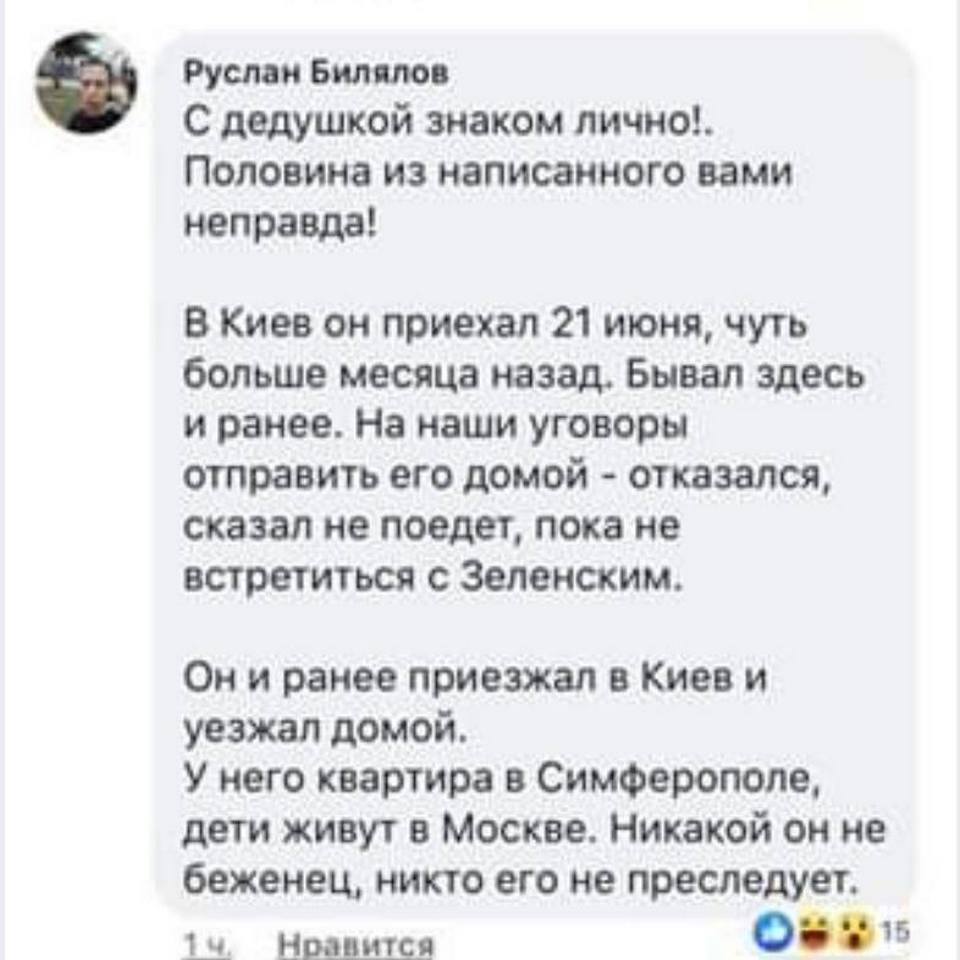 Руслан Билялов
С дедушкой знаком лично!.
Половина из написанного вами
неправда!
В Киев он приехал 21 июня, чуть
больше месяца назад. Бывал здесь
и ранее. На наши уговоры
отправить его домой - отказался,
сказал не поедет, пока не
встретиться с Зеленским.
Он и ранее приезжал в Киев и
уезжал домой.
У него квартира в Симферополе,
дети живут в Москве. Никакой он не
беженец, никто его не преследует.
1 ч. Нравится 15